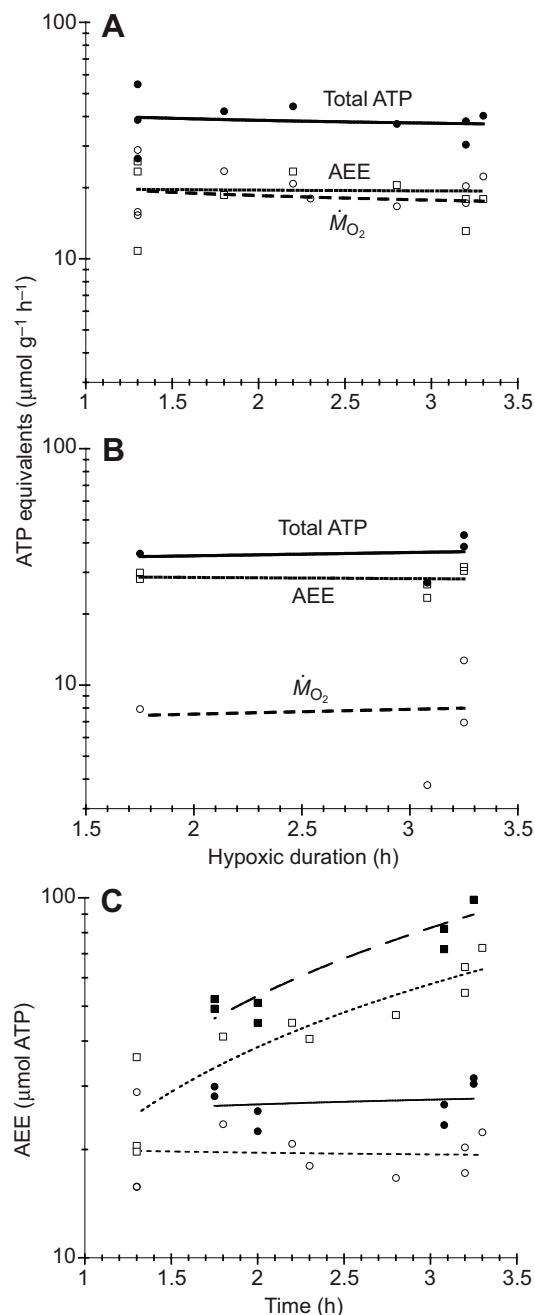 A
100
Total ATP
AEE
ṀO₂
10
1 1.5 2 2.5 3 3.5
ATP equivalents (μmol g⁻¹ h⁻¹)
B
100
Total ATP
AEE
10
ṀO₂
1.5 2 2.5 3 3.5
Hypoxic duration (h)
C
100
AEE (μmol ATP)
10
1 1.5 2 2.5 3 3.5
Time (h)